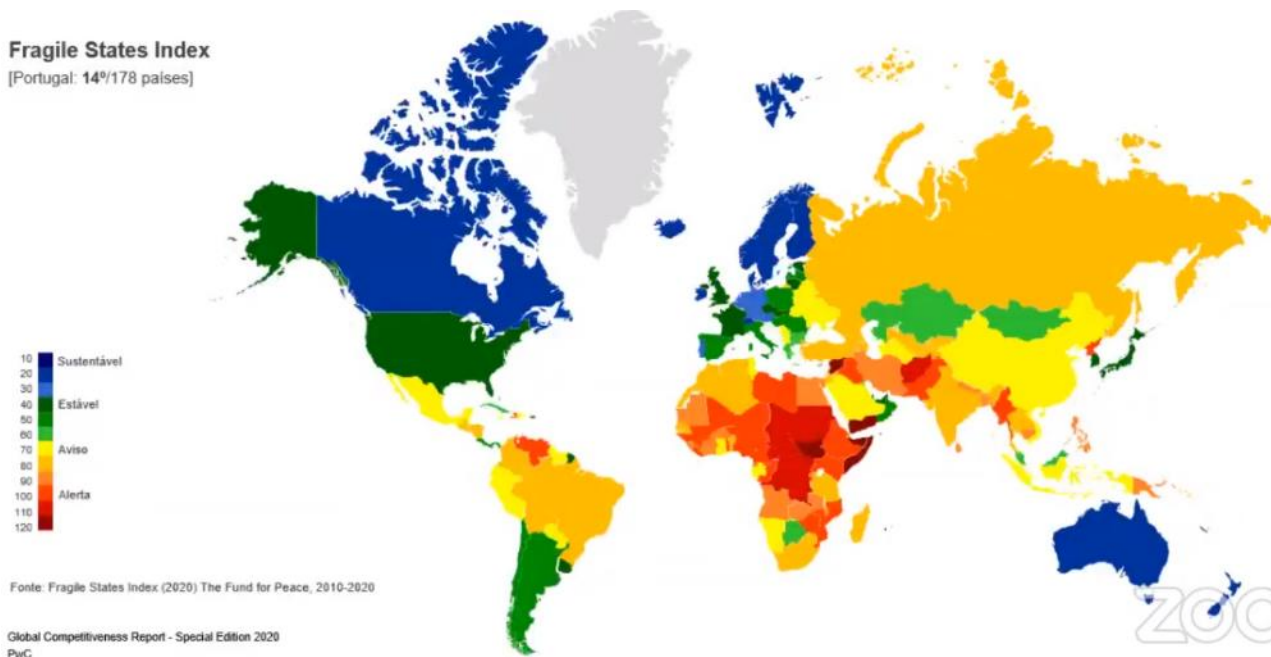 Fragile States Index
[Portugal: 14º/178 países]
10
Sustentável
20
30
40
Estável
50
60
70
Aviso
80
90
100
Alerta
110
120
Fonte: Fragile States Index (2020) The Fund for Peace, 2010-2020
Global Competitiveness Report - Special Edition 2020
PwC
ZOO